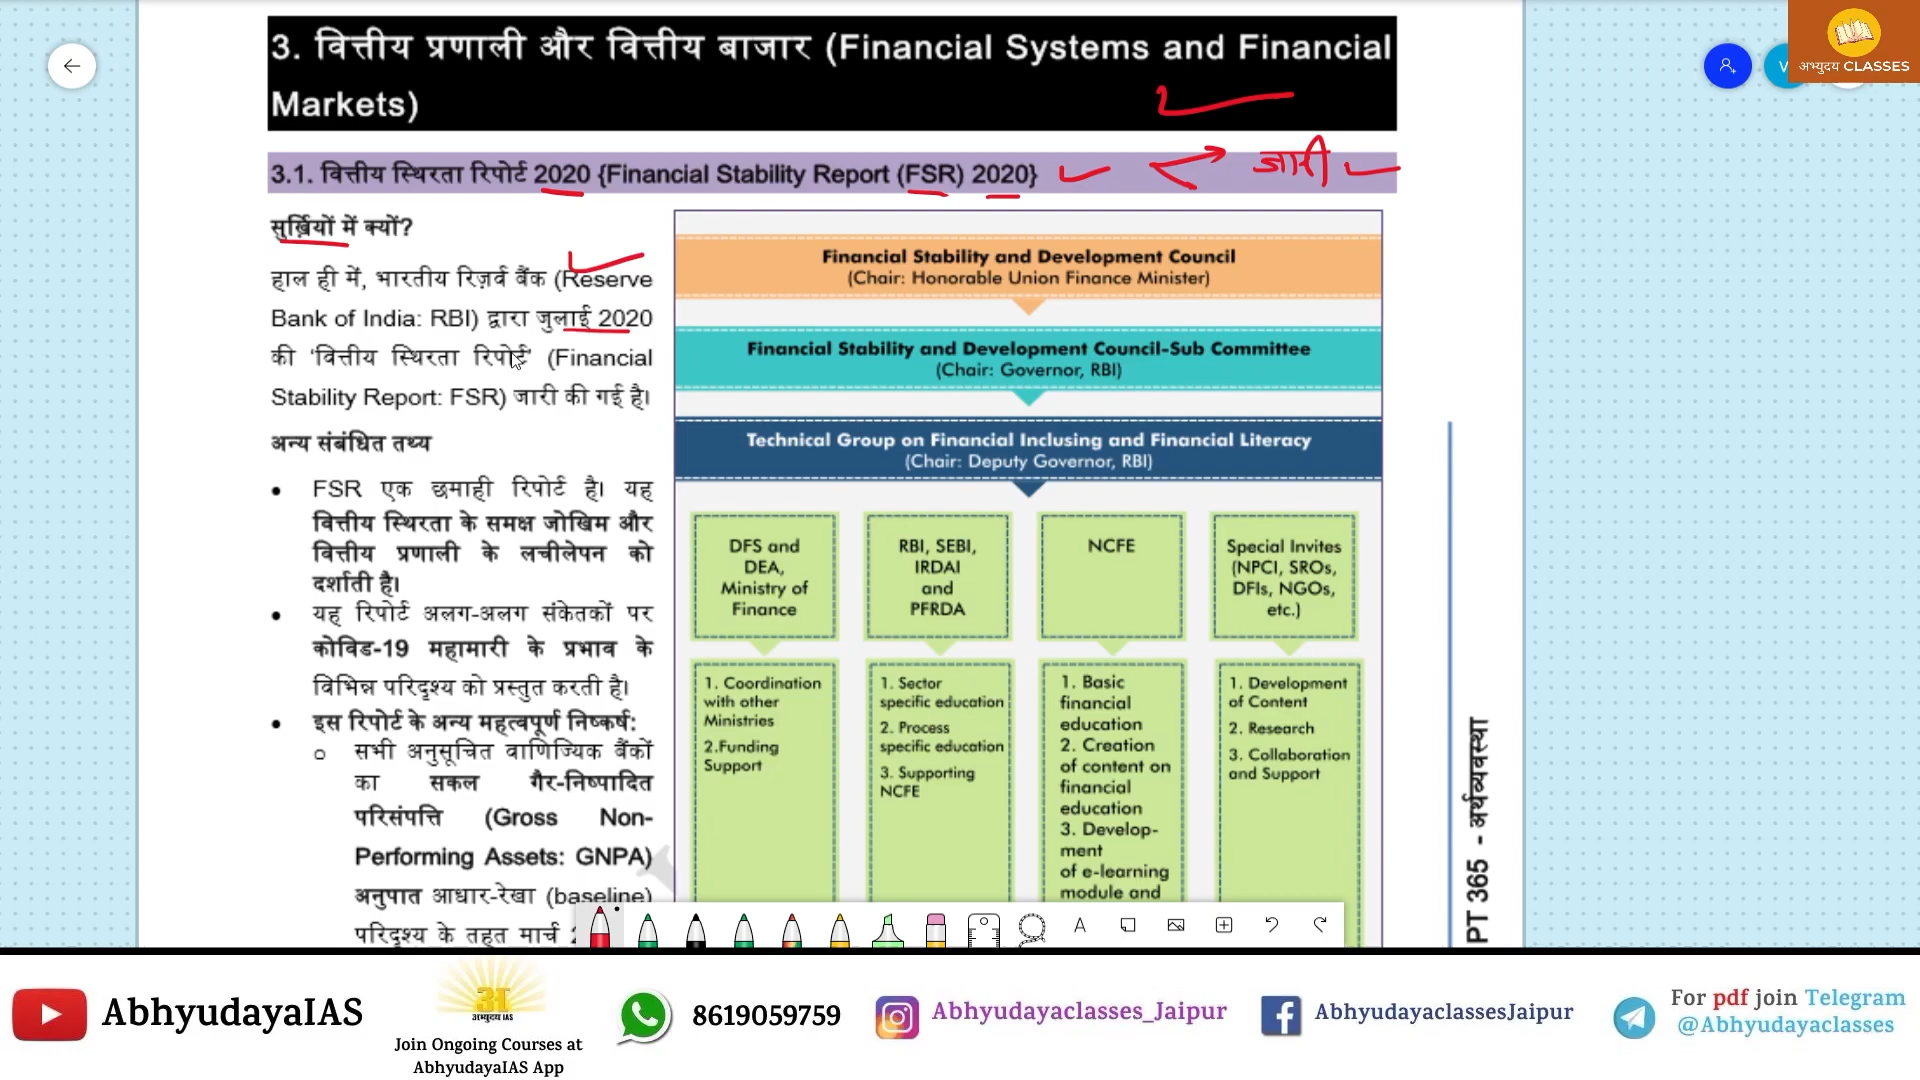 3. वित्तीय प्रणाली और वित्तीय बाजार (Financial Systems and Financial
Markets)
3.1. वित्तीय स्थिरता रिपोर्ट 2020 {Financial Stability Report (FSR) 2020}
जारी
सुर्ख़ियों में क्यों?
हाल ही में, भारतीय रिज़र्व बैंक (Reserve
Bank of India: RBI) द्वारा जुलाई 2020
की 'वित्तीय स्थिरता रिपोर्ट' (Financial
Stability Report: FSR) जारी की गई है।
अन्य संबंधित तथ्य
• FSR एक छमाही रिपोर्ट है। यह
वित्तीय स्थिरता के समक्ष जोखिम और
वित्तीय प्रणाली के लचीलेपन को
दर्शाती है।
• यह रिपोर्ट अलग-अलग संकेतकों पर
कोविड-19 महामारी के प्रभाव के
विभिन्न परिदृश्य को प्रस्तुत करती है।
• इस रिपोर्ट के अन्य महत्वपूर्ण निष्कर्ष:
o सभी अनुसूचित वाणिज्यिक बैंकों
का सकल गैर-निष्पादित
परिसंपत्ति (Gross Non-
Performing Assets: GNPA)
अनुपात आधार-रेखा (baseline)
परिदृश्य के तहत मार्च
Financial Stability and Development Council
(Chair: Honorable Union Finance Minister)
Financial Stability and Development Council-Sub Committee
(Chair: Governor, RBI)
Technical Group on Financial Inclusing and Financial Literacy
(Chair: Deputy Governor, RBI)
DFS and
DEA,
Ministry of
Finance
RBI, SEBI,
IRDAI
and
PFRDA
NCFE
Special Invites
(NPCI, SROs,
DFIs, NGOs,
etc.)
1. Coordination
with other
Ministries
2.Funding
Support
1. Sector
specific education
2. Process
specific education
3. Supporting
NCFE
1. Basic
financial
education
2. Creation
of content on
financial
education
3. Develop-
ment
of e-learning
module and
1. Development
of Content
2. Research
3. Collaboration
and Support
PT 365 - अर्थव्यवस्था
V
अभ्युदय CLASSES
A
AbhyudayaIAS
अ
अभ्युदय IAS
Join Ongoing Courses at
AbhyudayaIAS App
8619059759
Abhyudayaclasses_Jaipur
AbhyudayaclassesJaipur
For pdf join Telegram
@Abhyudayaclasses